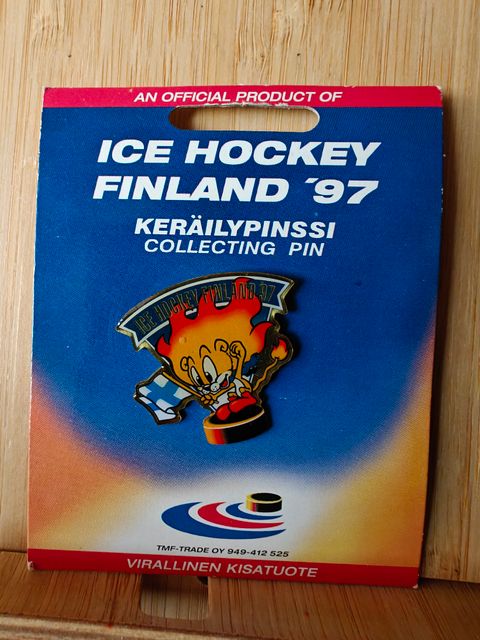 AN OFFICIAL PRODUCT OF
ICE HOCKEY
FINLAND ´97
KERÄILYPINSSI
COLLECTING PIN
ICE HOCKEY FINLAND 97
TMF-TRADE OY 949-412 525
VIRALLINEN KISATUOTE